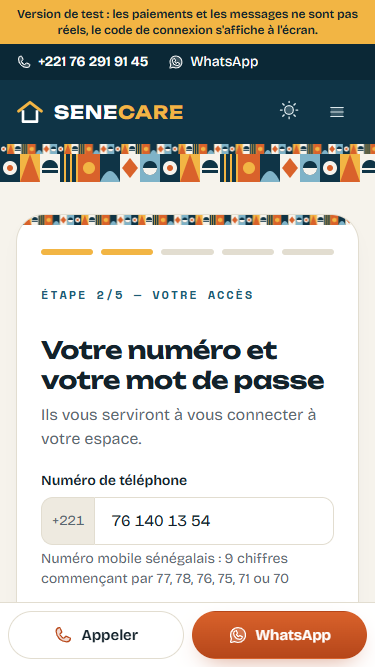 Version de test : les paiements et les messages ne sont pas
réels, le code de connexion s'affiche à l'écran.
+221 76 291 91 45
WhatsApp
SENECARE
ÉTAPE 2/5 — VOTRE ACCÈS
Votre numéro et
votre mot de passe
Ils vous serviront à vous connecter à
votre espace.
Numéro de téléphone
+221
76 140 13 54
Numéro mobile sénégalais : 9 chiffres
commençant par 77, 78, 76, 75, 71 ou 70
Appeler
WhatsApp